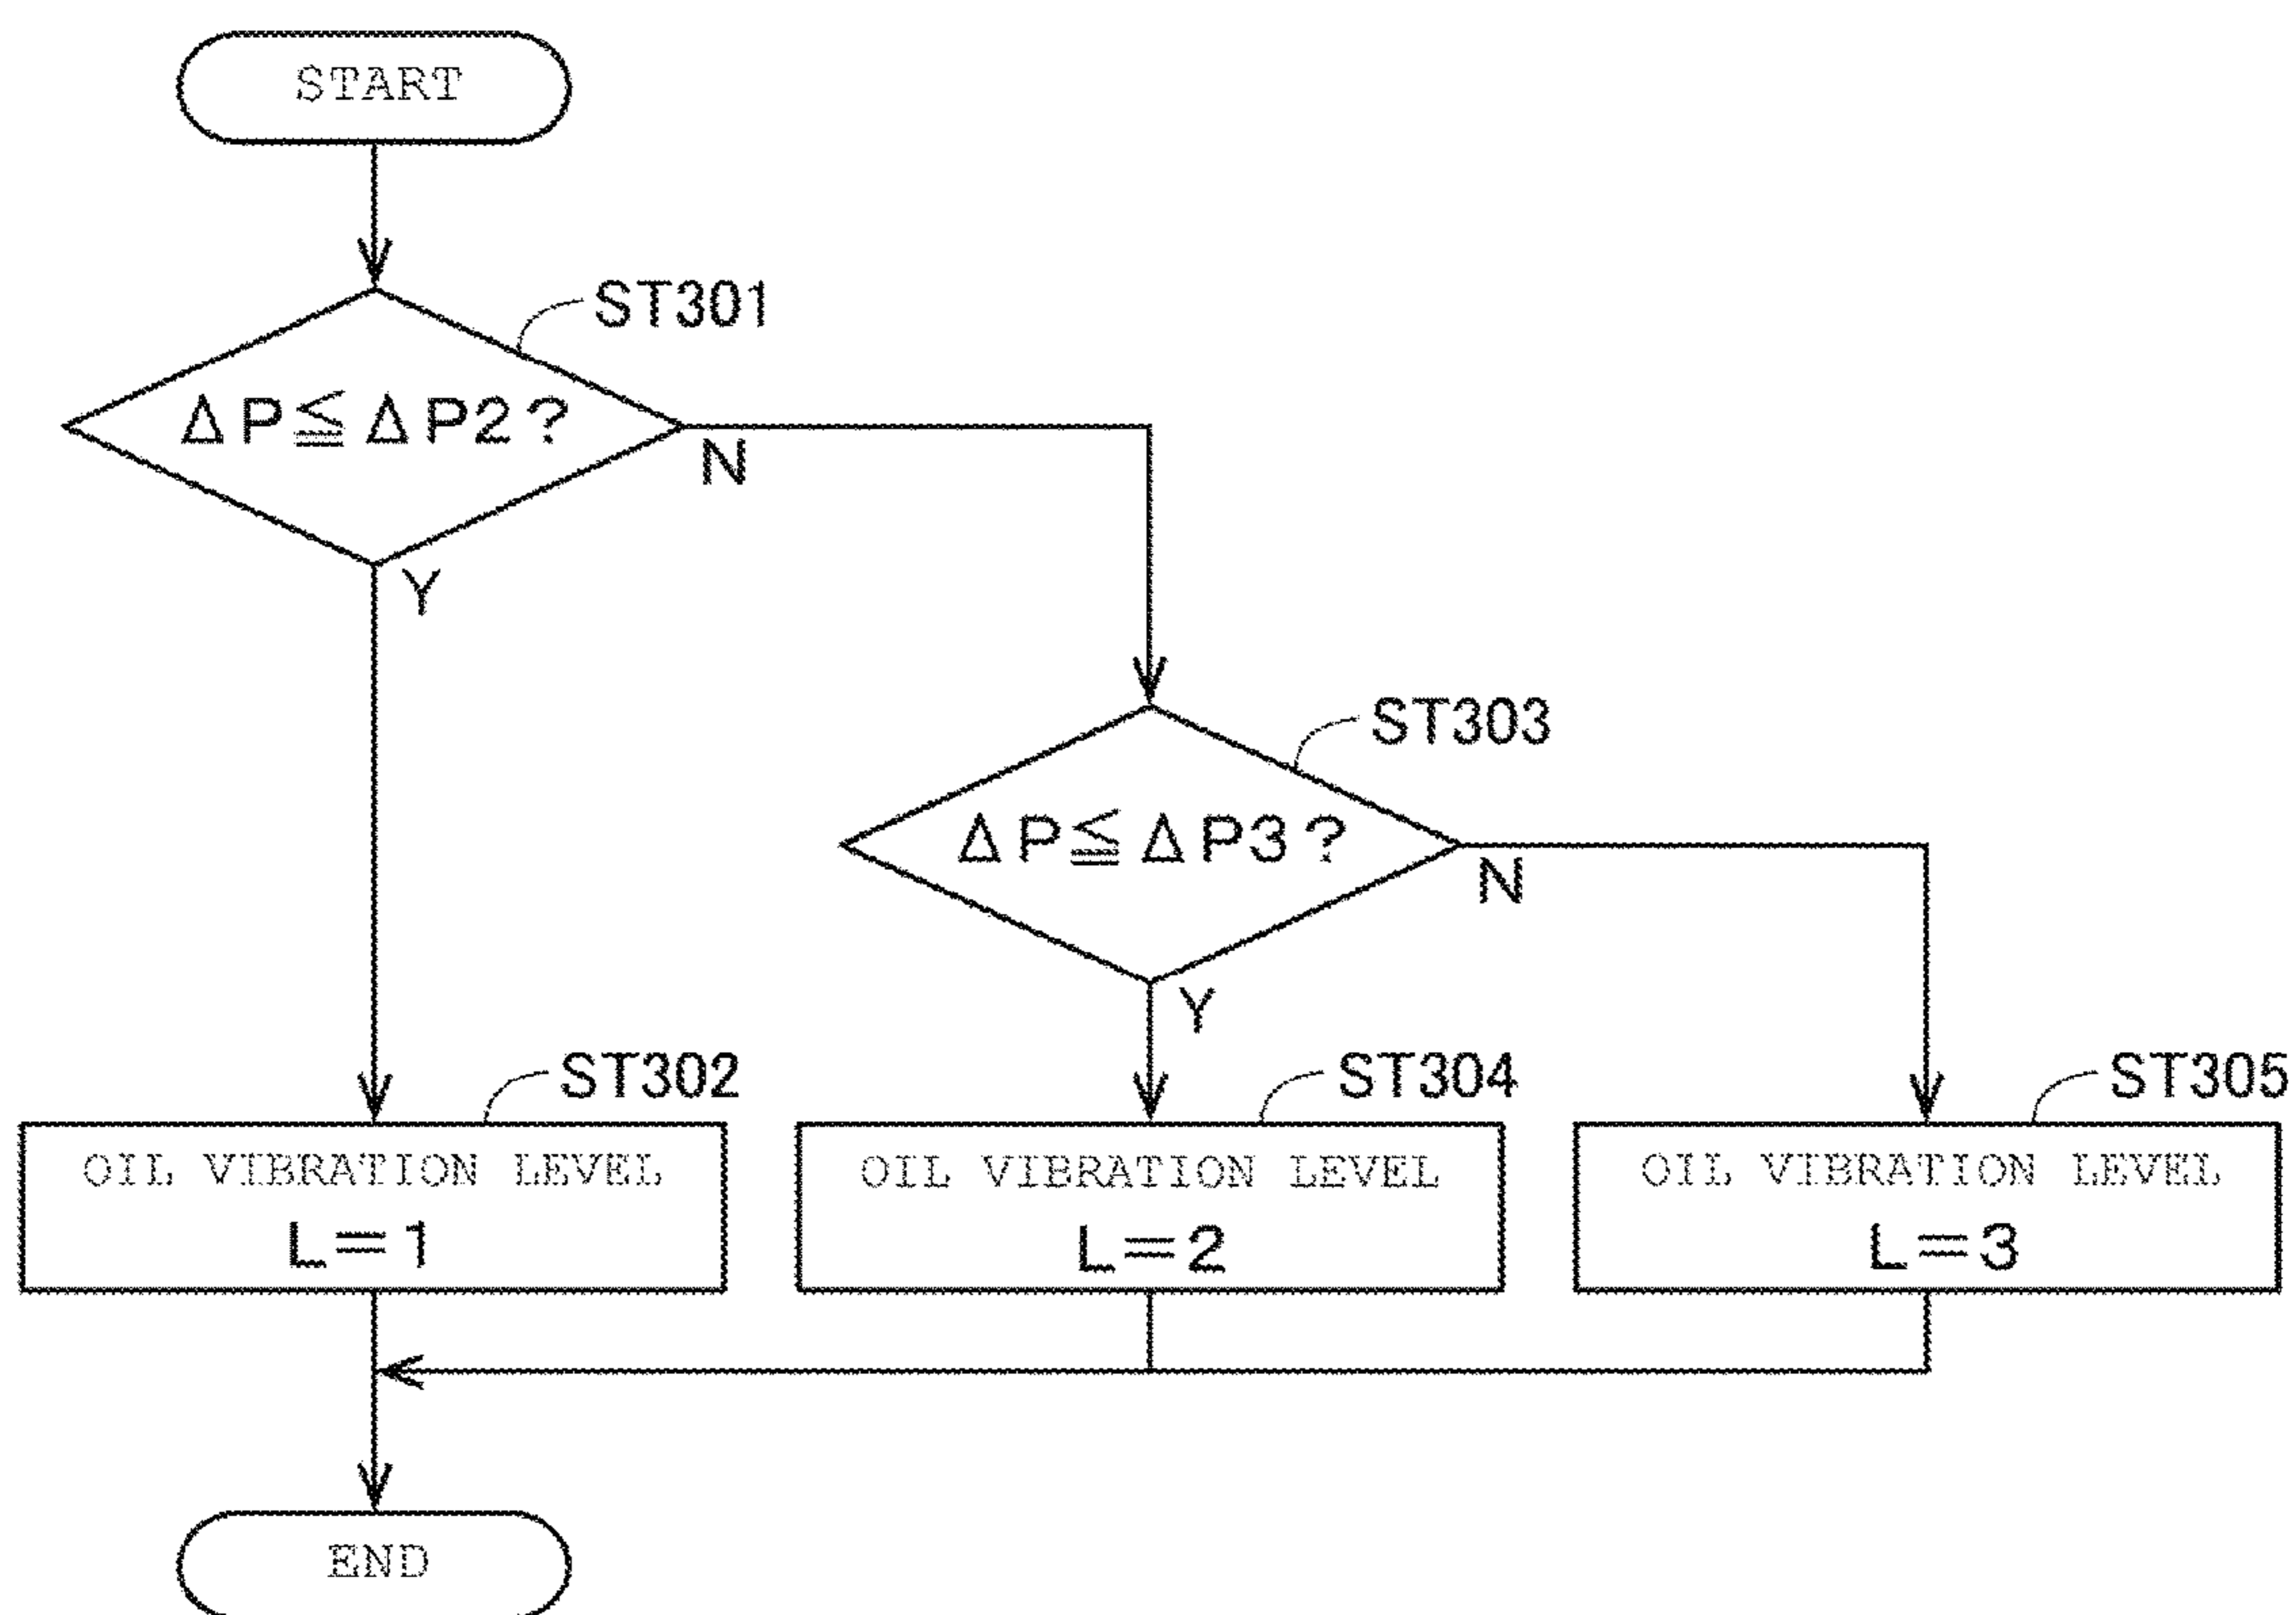 START
ST301
ΔP≦ΔP2?
N
Y
ST303
ΔP≦ΔP3?
N
Y
ST302
OIL VIBRATION LEVEL
L=1
ST304
OIL VIBRATION LEVEL
L=2
ST305
OIL VIBRATION LEVEL
L=3
END